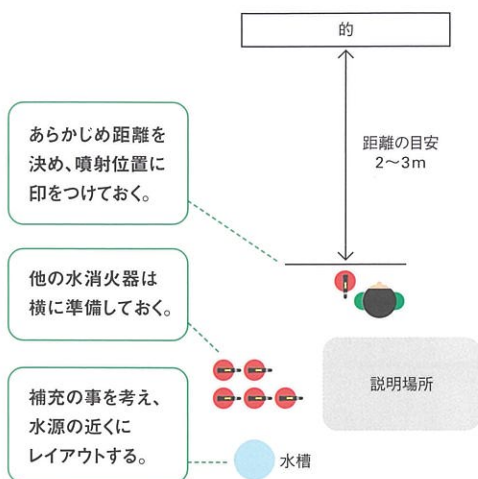 的
距離の目安
2〜3m
あらかじめ距離を
決め、噴射位置に
印をつけておく。
他の水消火器は
横に準備しておく。
説明場所
補充の事を考え、
水源の近くに
レイアウトする。
水槽